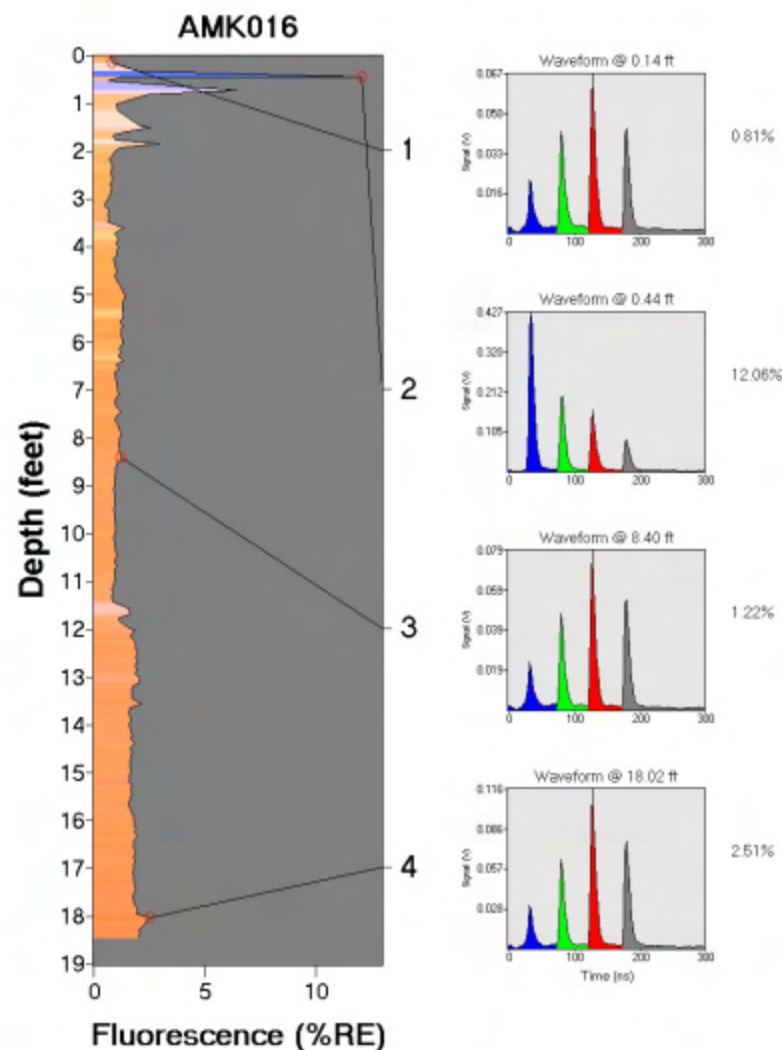 AMK016
0
1
2
3
4
5
6
7
8
9
10
11
12
13
14
15
16
17
18
19
Depth (feet)
0 5 10
Fluorescence (%RE)
1
2
3
4
Waveform @ 0.14 ft
0.067
0.050
0.033
0.016
Signal (V)
0 100 200 300
0.81%
Waveform @ 0.44 ft
0.427
0.320
0.212
0.105
Signal (V)
0 100 200 300
12.06%
Waveform @ 8.40 ft
0.079
0.059
0.039
0.019
Signal (V)
0 100 200 300
1.22%
Waveform @ 18.02 ft
0.116
0.086
0.057
0.028
Signal (V)
0 100 200 300
Time (ns)
2.51%